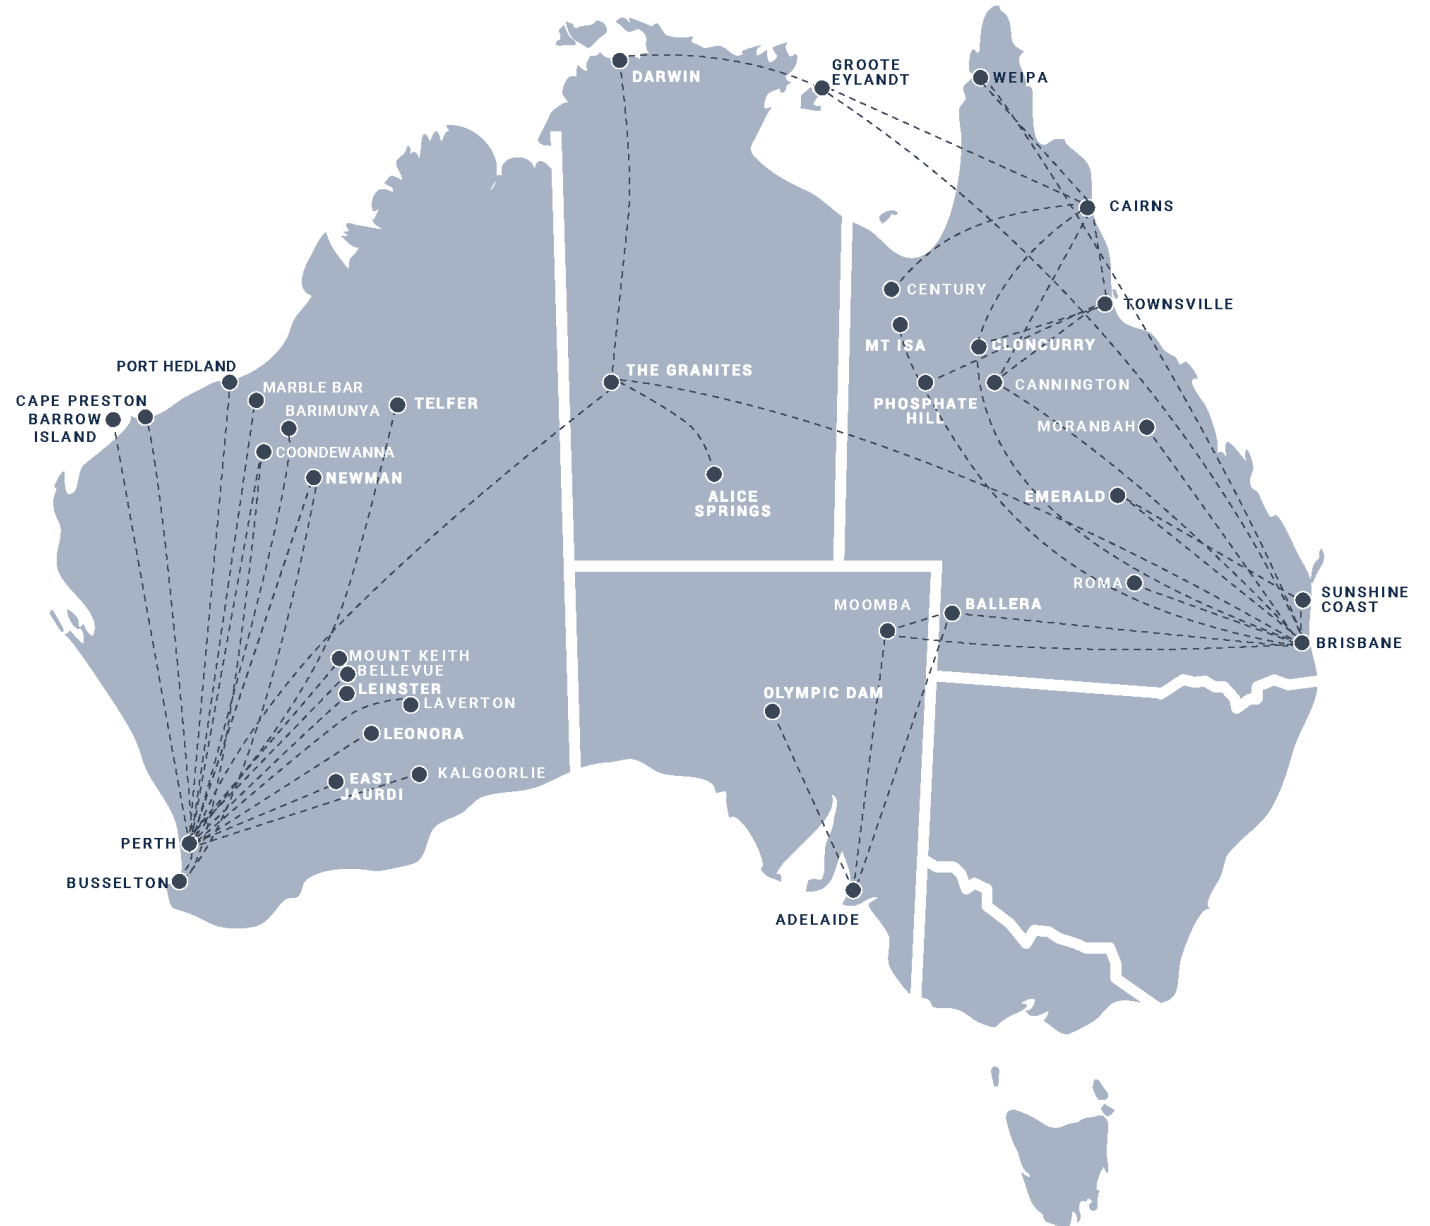 GROOTE
EYLANDT
DARWIN
WEIPA
CAIRNS
CENTURY
TOWNSVILLE
MT ISA
CLONCURRY
PORT HEDLAND
THE GRANITES
MARBLE BAR
CANNINGTON
CAPE PRESTON
BARIMUNYA
TELFER
PHOSPHATE
HILL
BARROW
ISLAND
MORANBAH
COONDEWANNA
NEWMAN
ALICE
SPRINGS
EMERALD
ROMA
SUNSHINE
COAST
MOOMBA
BALLERA
BRISBANE
MOUNT KEITH
BELLEVUE
LEINSTER
OLYMPIC DAM
LAVERTON
LEONORA
KALGOORLIE
EAST
JAURDI
PERTH
BUSSELTON
ADELAIDE